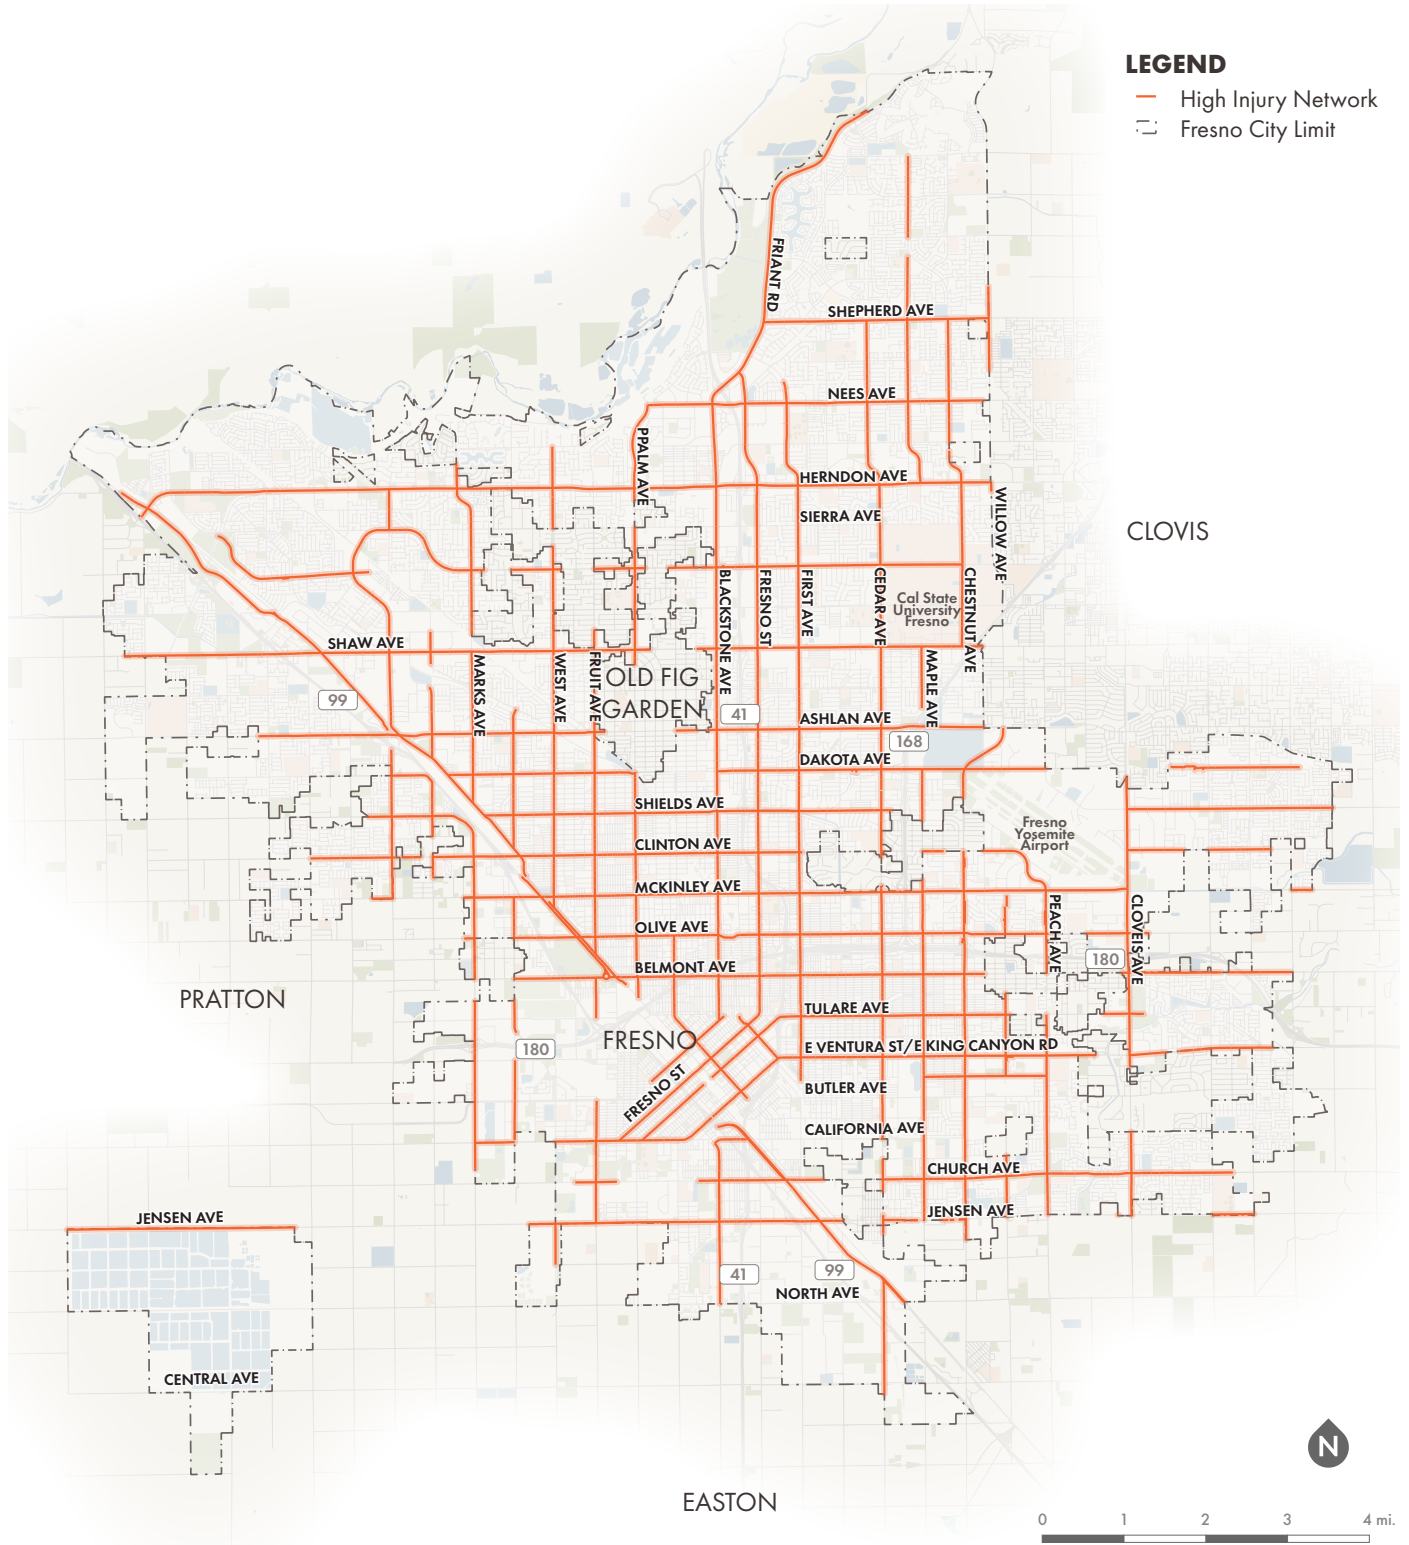 LEGEND
High Injury Network
Fresno City Limit
FRIANT RD
SHEPHERD AVE
NEES AVE
PPALM AVE
HERNDON AVE
SIERRA AVE
WILLOW AVE
CLOVIS
BLACKSTONE AVE
FRESNO ST
FIRST AVE
CEDAR AVE
CHESTNUT AVE
Cal State
University
Fresno
SHAW AVE
MARKS AVE
WEST AVE
FRUIT AVE
MAPLE AVE
OLD FIG
GARDEN
99
41
ASHLAN AVE
168
DAKOTA AVE
SHIELDS AVE
Fresno
Yosemite
Airport
CLINTON AVE
MCKINLEY AVE
PEACH AVE
CLOVEIS AVE
OLIVE AVE
180
BELMONT AVE
PRATTON
TULARE AVE
FRESNO
180
E VENTURA ST/E KING CANYON RD
FRESNO ST
BUTLER AVE
CALIFORNIA AVE
CHURCH AVE
JENSEN AVE
JENSEN AVE
41
99
NORTH AVE
CENTRAL AVE
N
EASTON
0 1 2 3 4 mi.